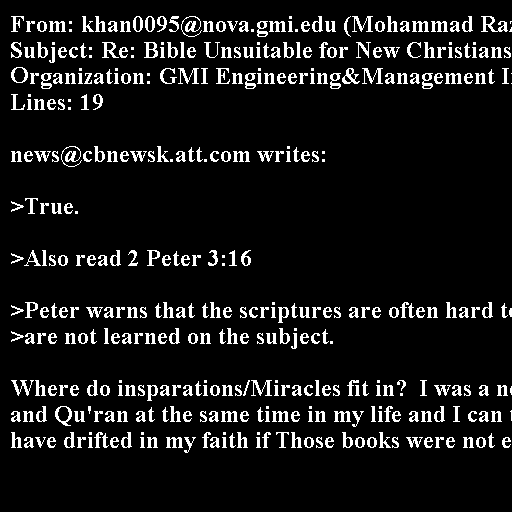 From: khan0095@nova.gmi.edu (Mohammad Raz
Subject: Re: Bible Unsuitable for New Christians
Organization: GMI Engineering&Management I
Lines: 19
news@cbnewsk.att.com writes:
>True.
>Also read 2 Peter 3:16
>Peter warns that the scriptures are often hard t
>are not learned on the subject.
Where do insparations/Miracles fit in?  I was a n
and Qu'ran at the same time in my life and I can
have drifted in my faith if Those books were not e